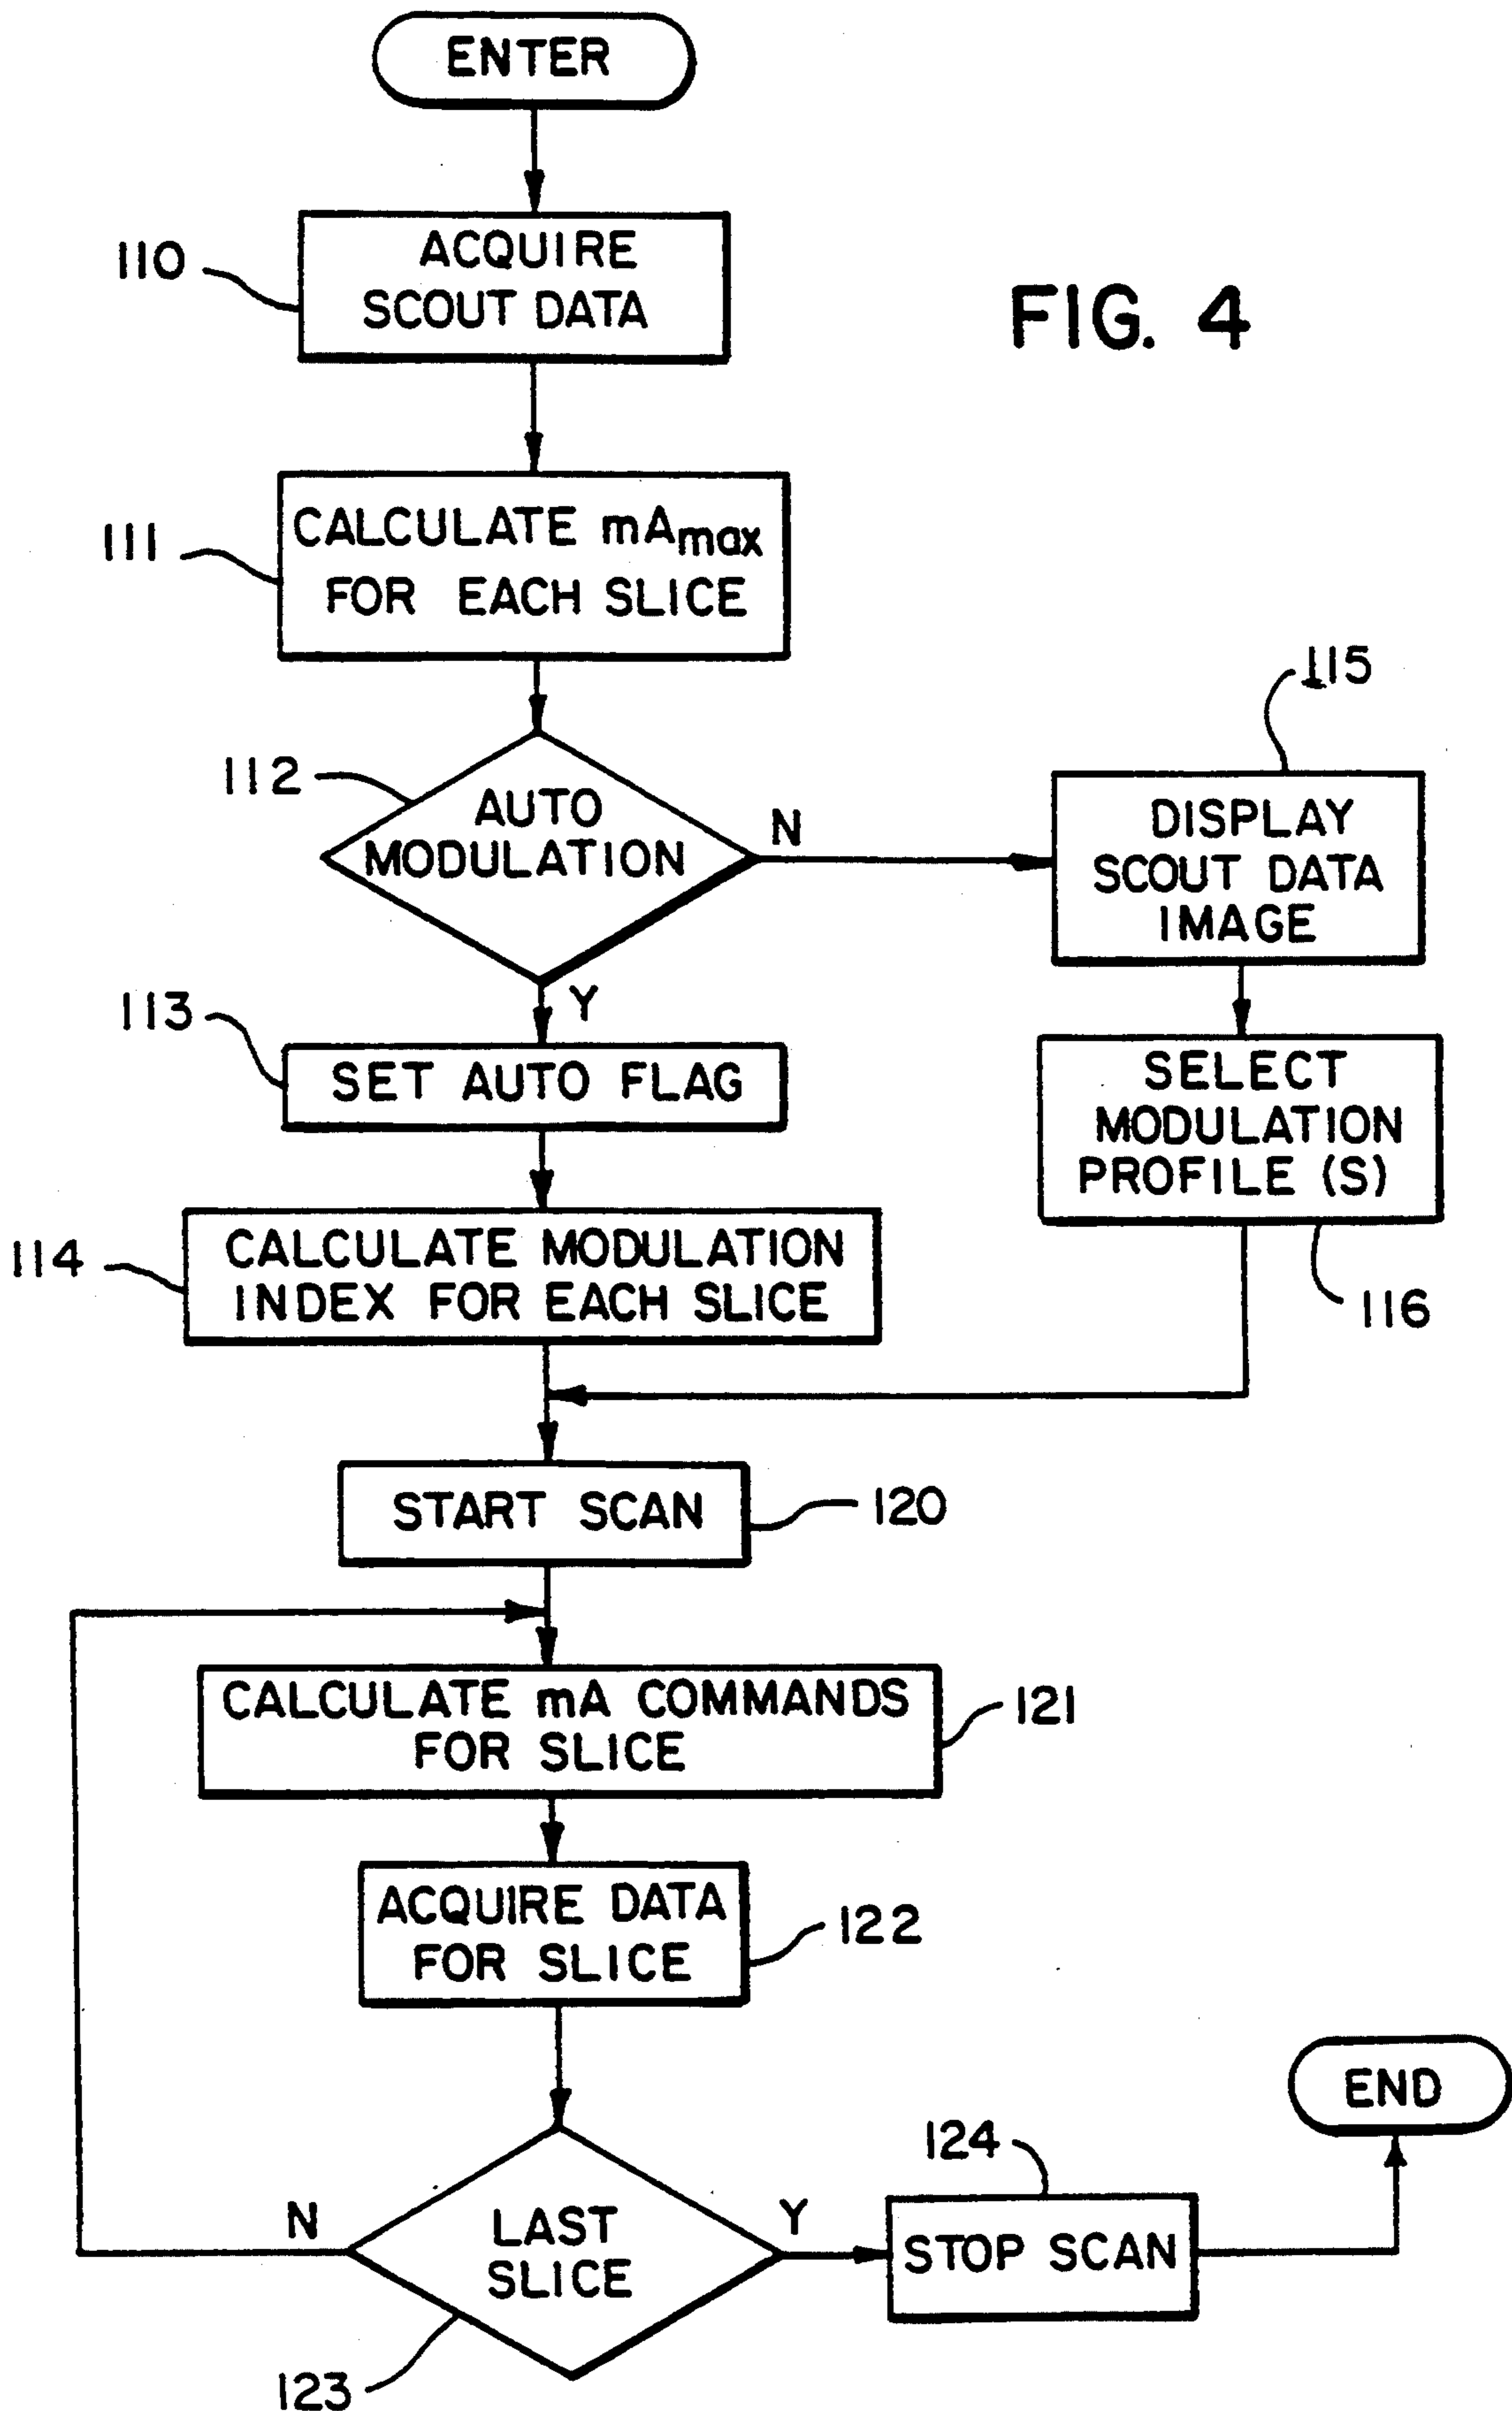 ENTER
110
ACQUIRE
SCOUT DATA
FIG. 4
111
CALCULATE mAmax
FOR EACH SLICE
115
112
AUTO
MODULATION
N
DISPLAY
SCOUT DATA
IMAGE
Y
113
SET AUTO FLAG
SELECT
MODULATION
PROFILE (S)
114
CALCULATE MODULATION
INDEX FOR EACH SLICE
116
START SCAN
120
CALCULATE mA COMMANDS
FOR SLICE
121
ACQUIRE DATA
FOR SLICE
122
END
124
N
LAST
SLICE
Y
STOP SCAN
123